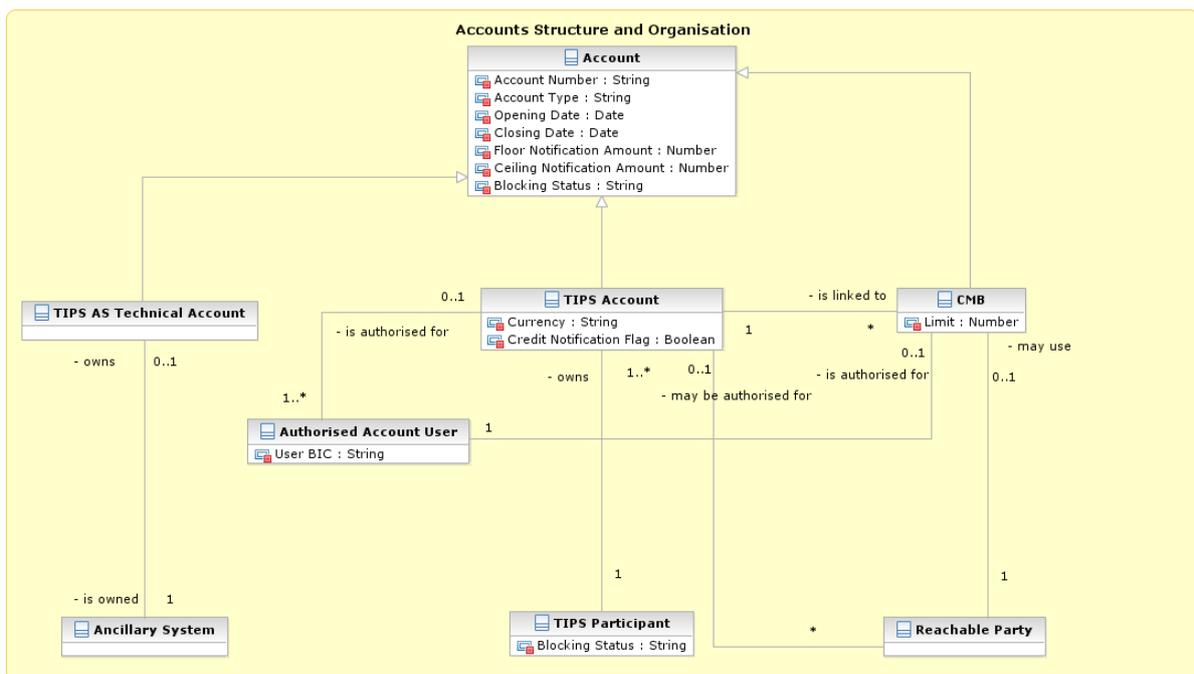 Accounts Structure and Organisation
Account
Account Number : String
Account Type : String
Opening Date : Date
Closing Date : Date
Floor Notification Amount : Number
Ceiling Notification Amount : Number
Blocking Status : String
TIPS AS Technical Account
0..1
TIPS Account
Currency : String
Credit Notification Flag : Boolean
- is linked to
CMB
Limit : Number
- is authorised for
1
*
- may use
- owns
0..1
- owns
1..*
0..1
0..1
- is authorised for
0..1
1..*
- may be authorised for
Authorised Account User
User BIC : String
1
1
1
- is owned
1
Ancillary System
TIPS Participant
Blocking Status : String
*
Reachable Party